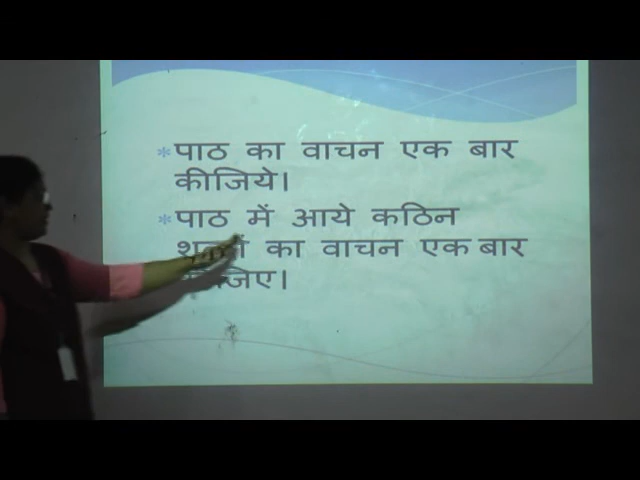 *पाठ का वाचन एक बार
कीजिये।
*पाठ में आये कठिन
का वाचन एक बार